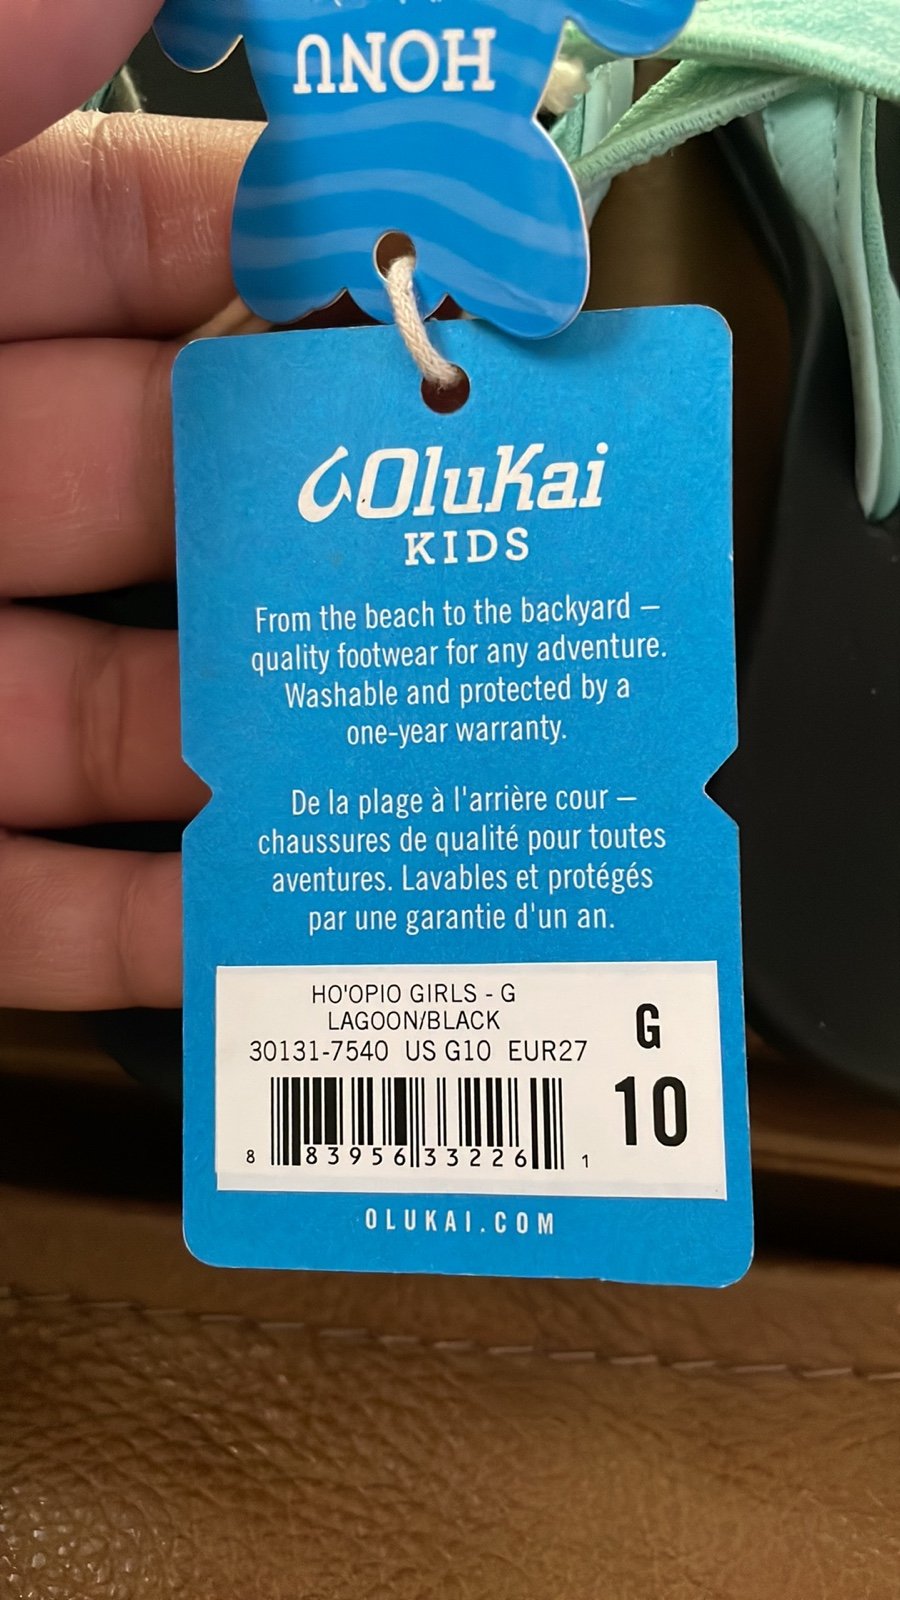 HONU
OluKai
KIDS
From the beach to the backyard –
quality footwear for any adventure.
Washable and protected by a
one-year warranty.
De la plage à l'arrière cour –
chaussures de qualité pour toutes
aventures. Lavables et protégés
par une garantie d'un an.
HO'OPIO GIRLS - G
LAGOON/BLACK
30131-7540 US G10 EUR27
G
10
8 83956 33226 1
OLUKAI.COM